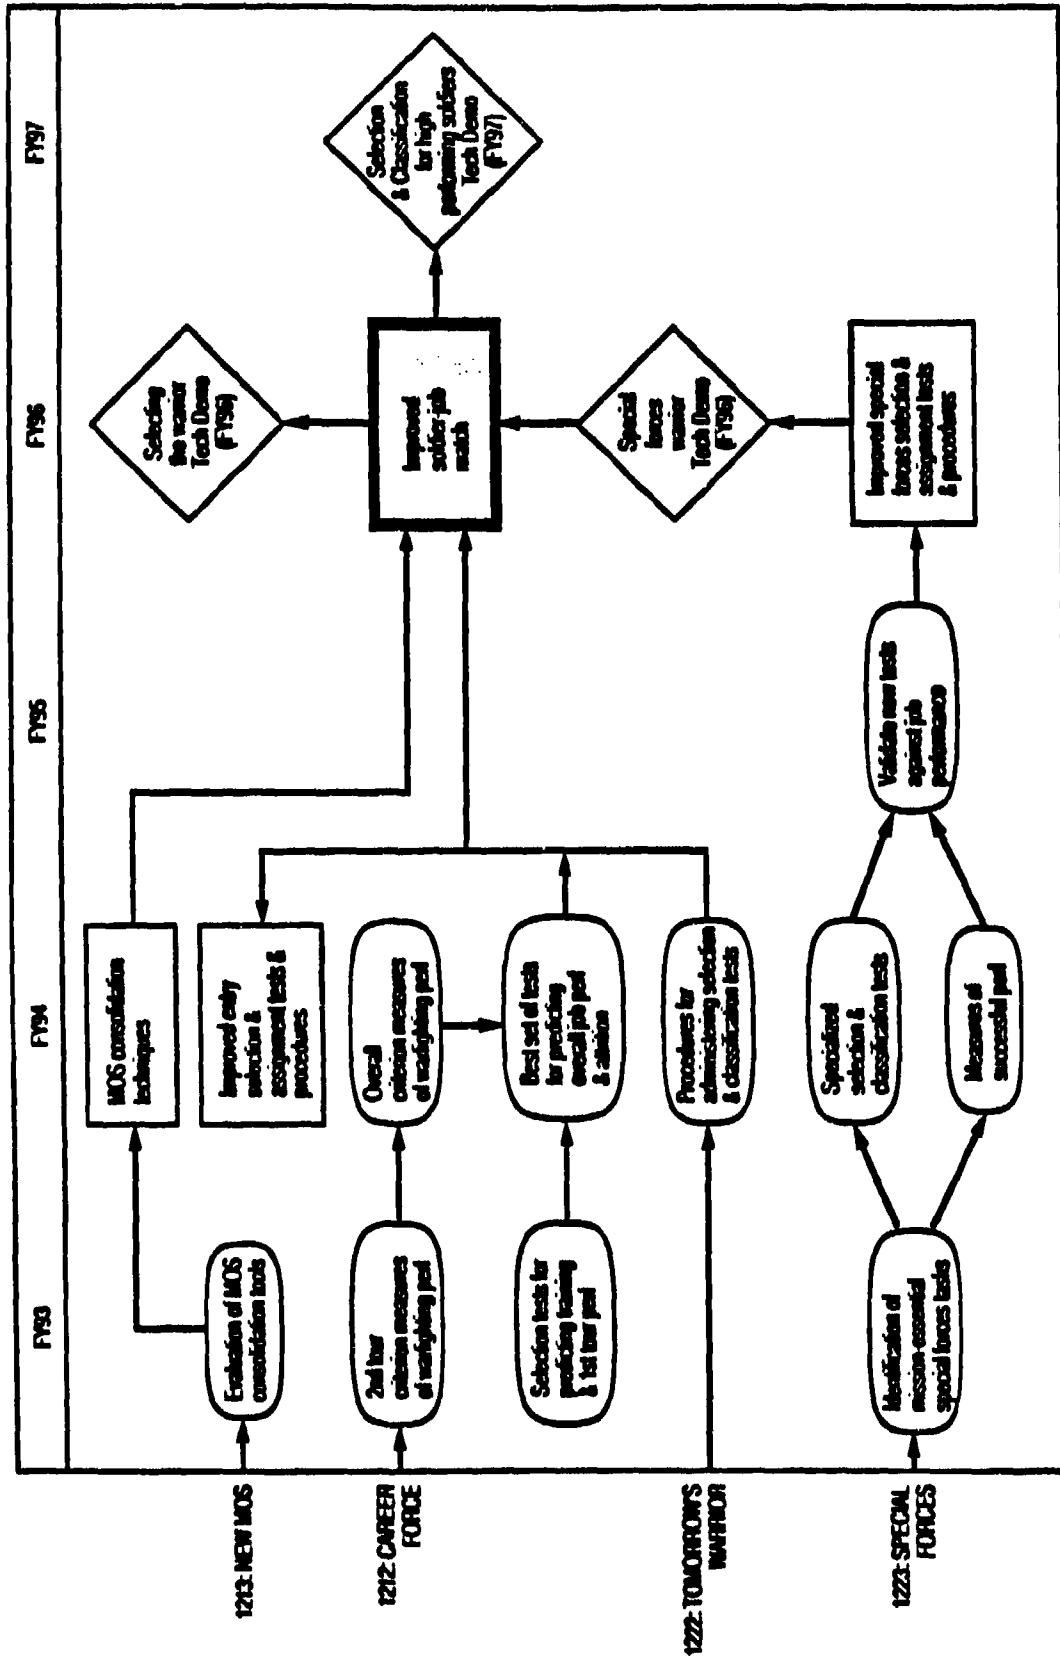 FY93
FY94
FY95
FY96
FY97
1213: NEW MOS
Evaluation of MOS
consolidation tools
MOS consolidation
techniques
Improved entry
selection &
assignment tests &
procedures
1212: CAREER
FORCE
2nd tour
criterion measures
of warfighting perf
Overall
criterion measures
of warfighting perf
Selection tests for
predicting training
& 1st tour perf
Best set of tests
for predicting
overall job perf
& attrition
1222: TOMORROW'S
WARRIOR
Procedures for
administering selection
& classification tests
1223: SPECIAL
FORCES
Identification of
mission-essential
special forces tasks
Specialized
selection &
classification tests
Measures of
successful perf
Validate new tests
against job
performance
Improved special
forces selection &
assignment tests
& procedures
Special
forces
warrior
Tech Demo
(FY96)
Improved
soldier-job
match
Selecting
the warrior
Tech Demo
(FY96)
Selection
& Classification
for high
performing soldiers
Tech Demo
(FY97)